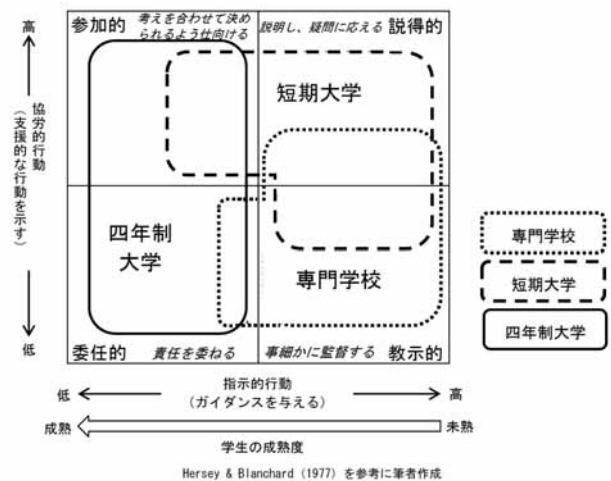 高
協労的行動
(支援的な行動を示す)
低
参加的
考えを合わせて決め
られるよう仕向ける
説明し、疑問に応える
説得的
短期大学
四年制
大学
専門学校
委任的
責任を委ねる
事細かに監督する
教示的
専門学校
短期大学
四年制大学
低
指示的行動
(ガイダンスを与える)
高
成熟
未熟
学生の成熟度
Hersey & Blanchard (1977) を参考に筆者作成